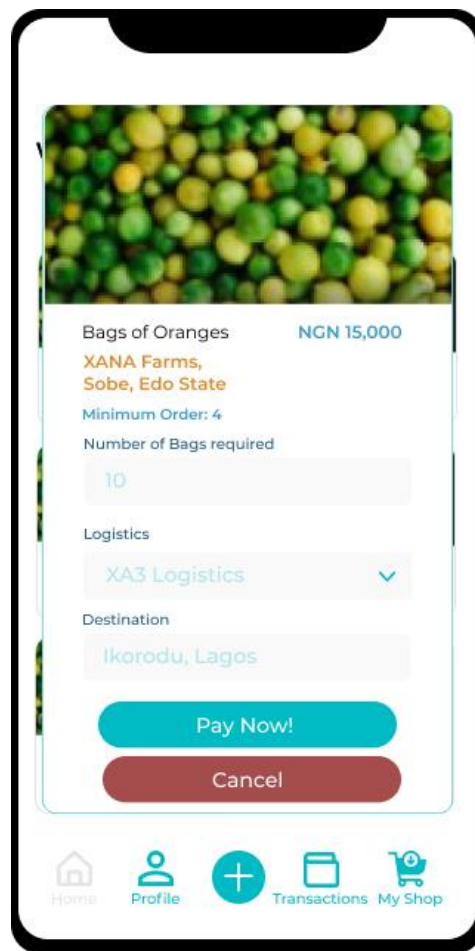 Bags of Oranges NGN 15,000
XANA Farms,
Sobe, Edo State
Minimum Order: 4
Number of Bags required
10
Logistics
XA3 Logistics
Destination
Ikorodu, Lagos
Pay Now!
Cancel
Home Profile Transactions My Shop